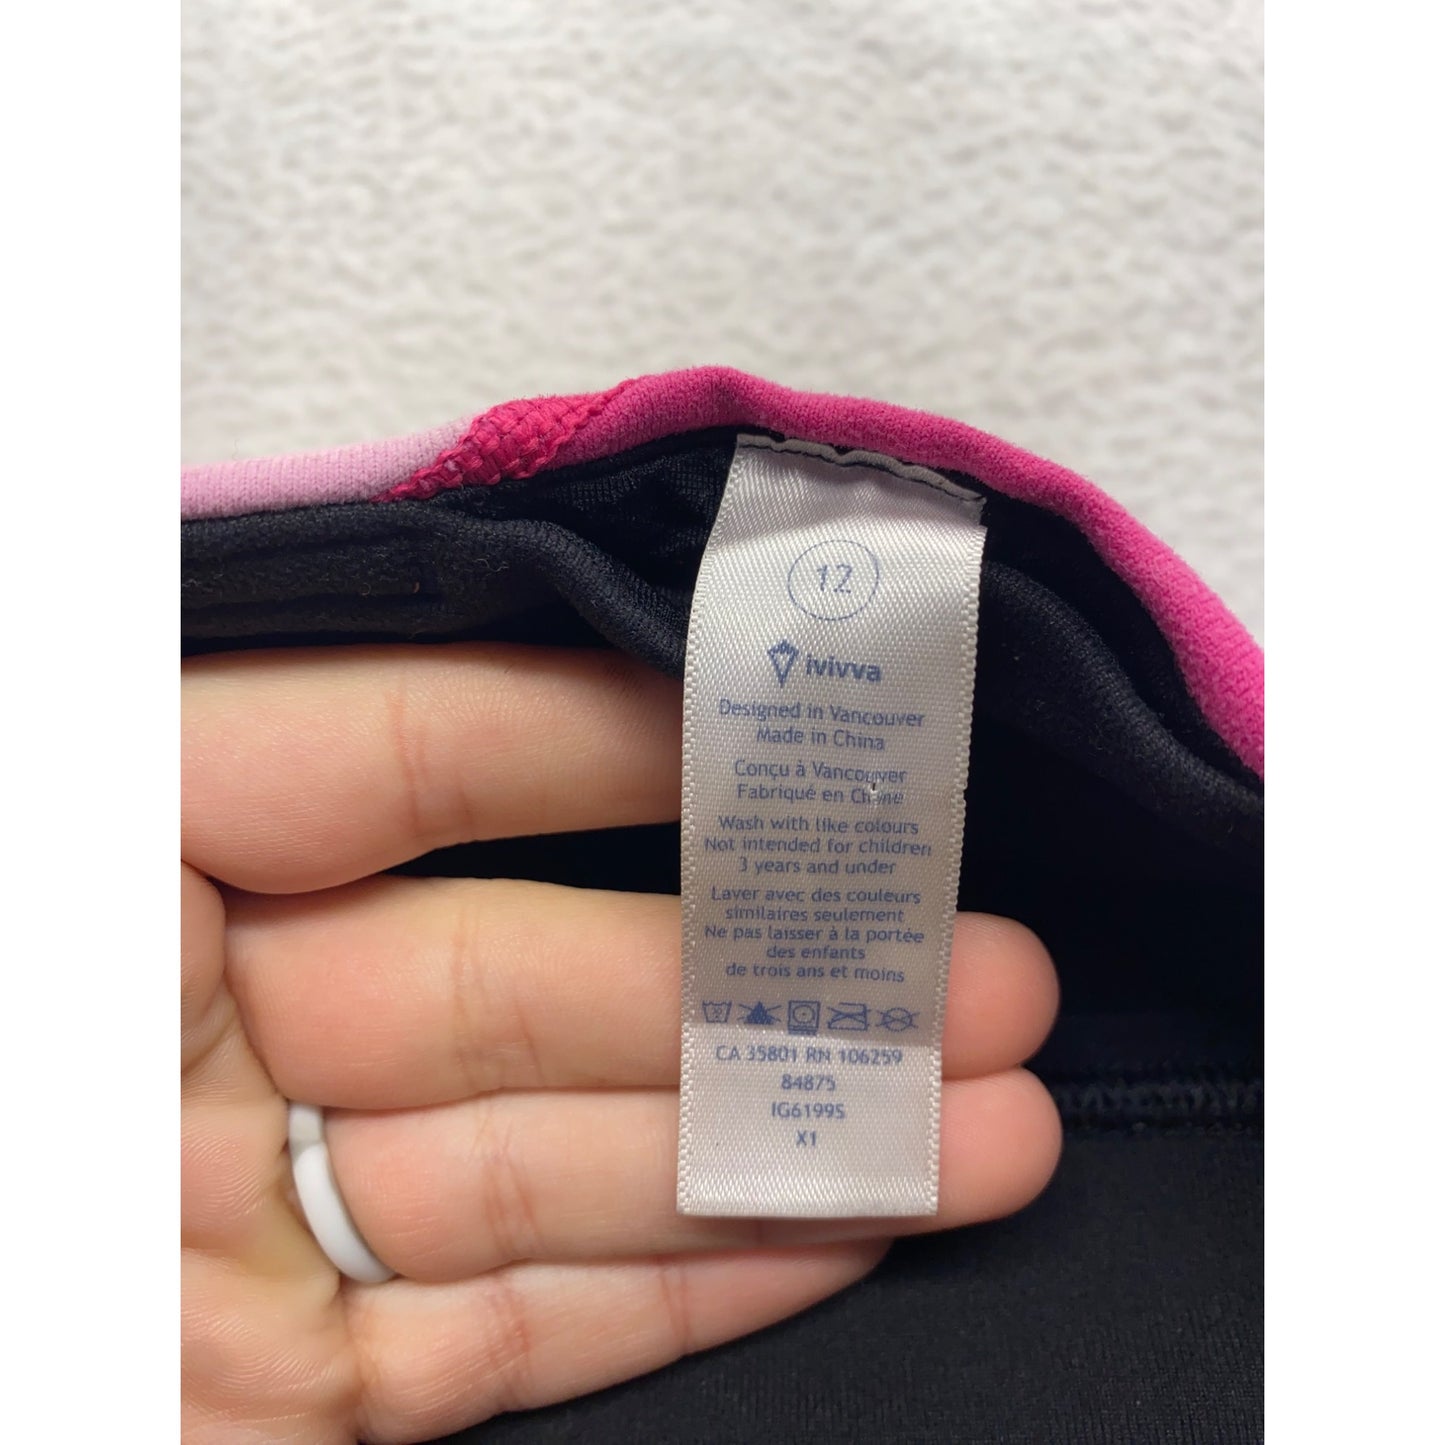 12
ivivva
Designed in Vancouver
Made in China
Conçu à Vancouver
Fabriqué en Chine
Wash with like colours
Not intended for children
3 years and under
Laver avec des couleurs
similaires seulement
Ne pas laisser à la portée
des enfants
de trois ans et moins
CA 35801 RN 106259
84875
IG6199S
X1